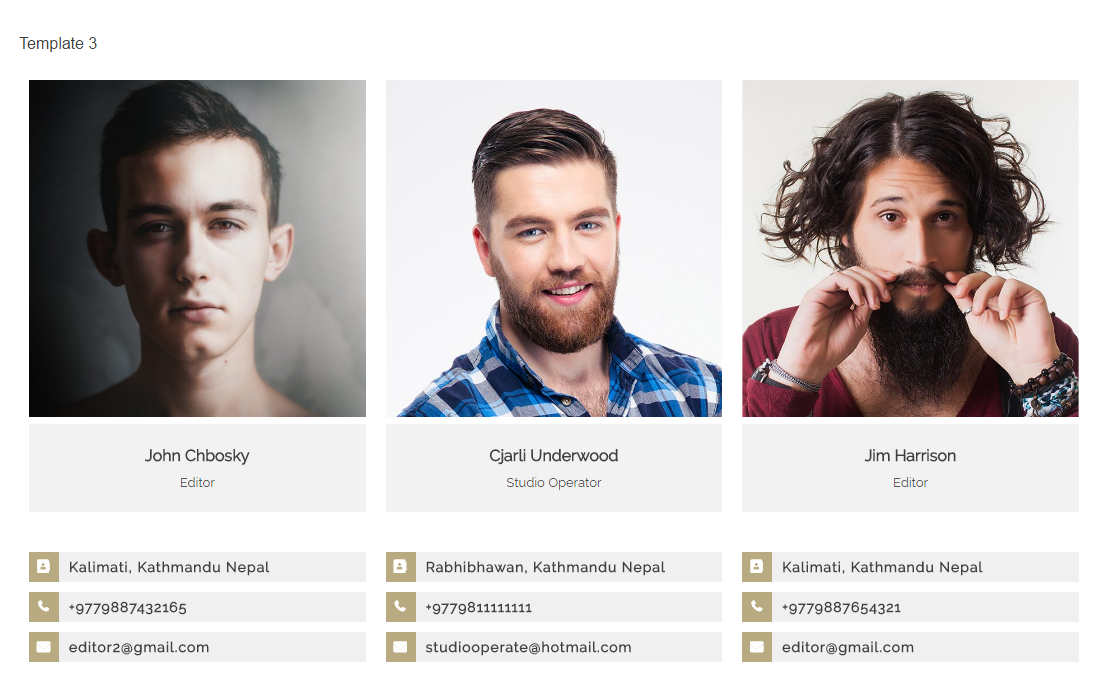 Template 3
John Chbosky
Editor
Kalimati, Kathmandu Nepal
+9779887432165
editor2@gmail.com
Cjarli Underwood
Studio Operator
Rabhibhawan, Kathmandu Nepal
+9779811111111
studiooperate@hotmail.com
Jim Harrison
Editor
Kalimati, Kathmandu Nepal
+9779887654321
editor@gmail.com